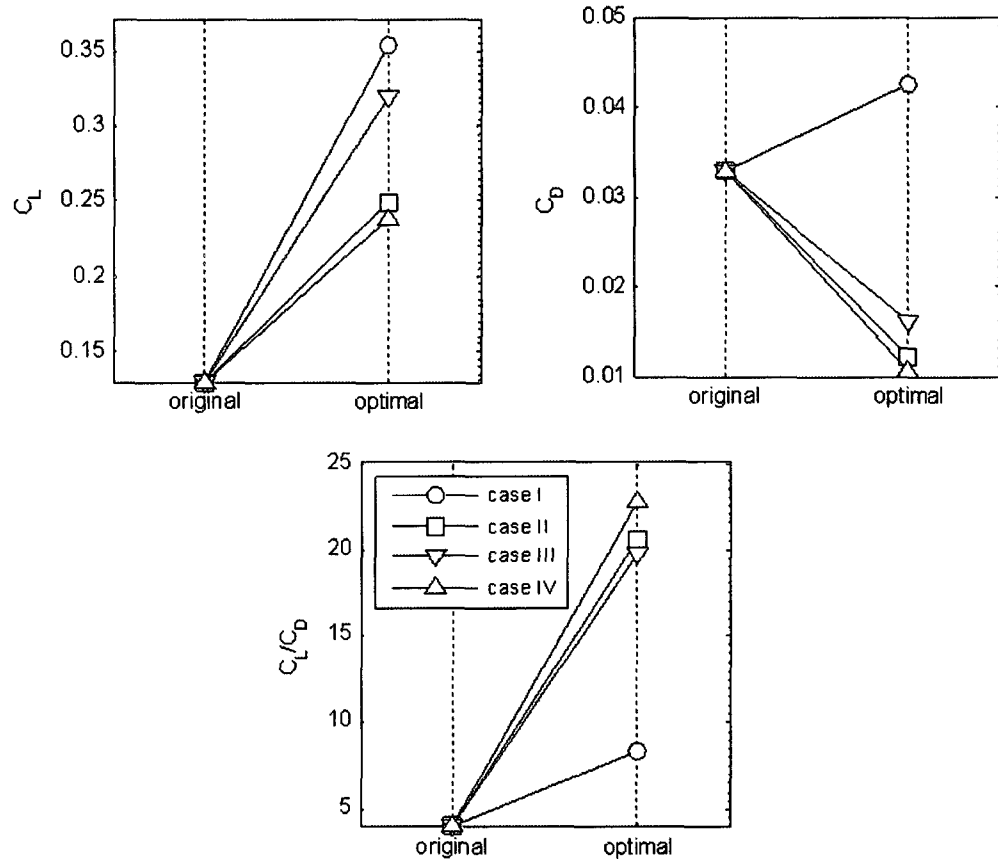 0.35
0.3
0.25
0.2
0.15
C_L
original
optimal
0.05
0.04
0.03
0.02
0.01
C_D
original
optimal
25
20
15
10
5
C_L/C_D
case I
case II
case III
case IV
original
optimal